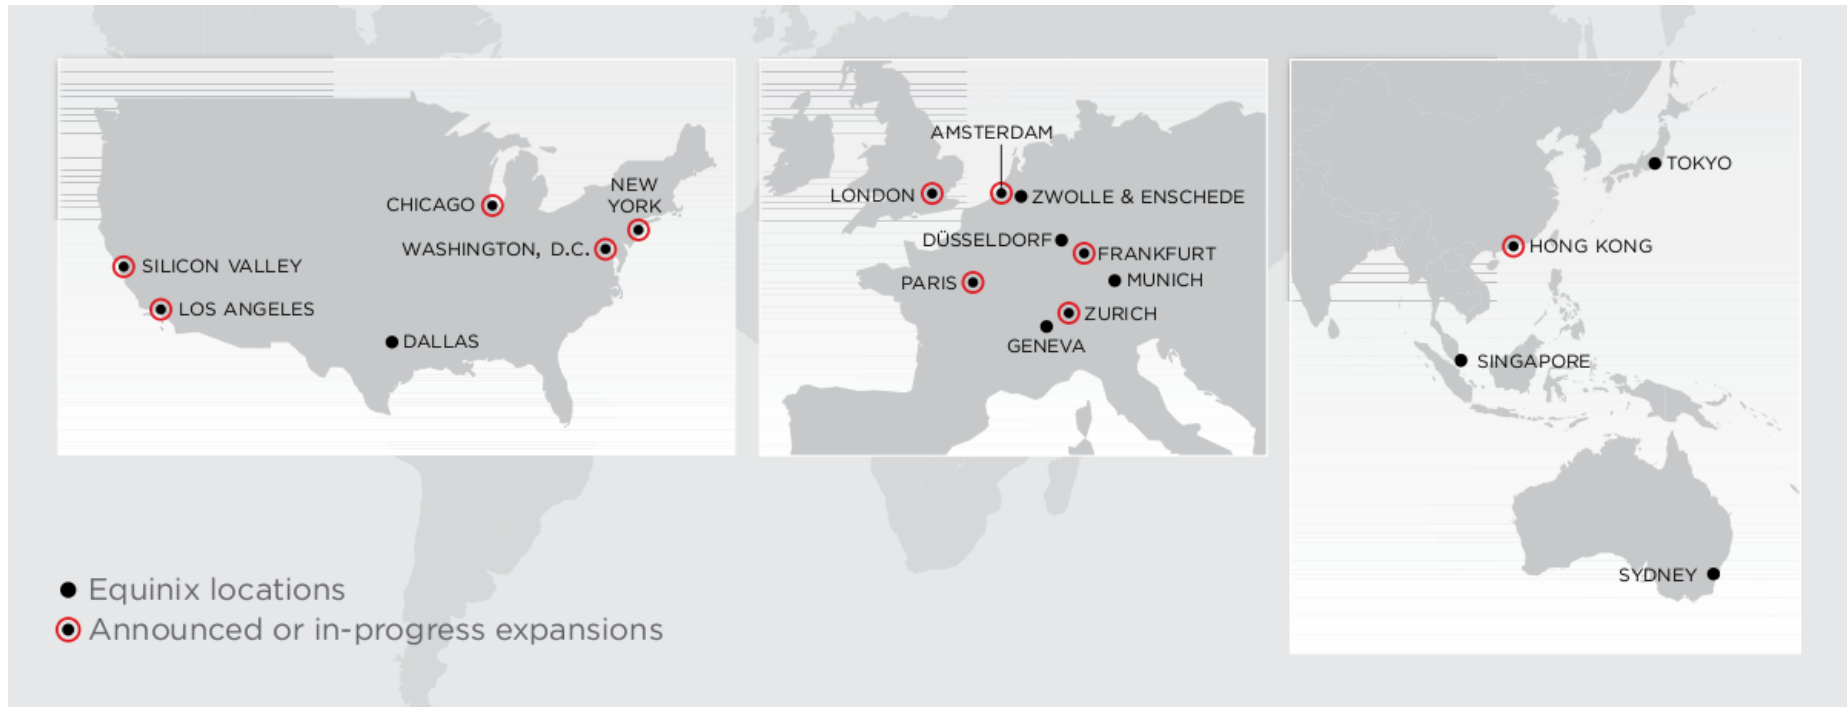 CHICAGO
NEW
YORK
WASHINGTON, D.C.
SILICON VALLEY
LOS ANGELES
DALLAS
AMSTERDAM
LONDON
ZWOLLE & ENSCHEDE
DÜSSELDORF
FRANKFURT
PARIS
MUNICH
ZURICH
GENEVA
TOKYO
HONG KONG
SINGAPORE
SYDNEY
Equinix locations
Announced or in-progress expansions